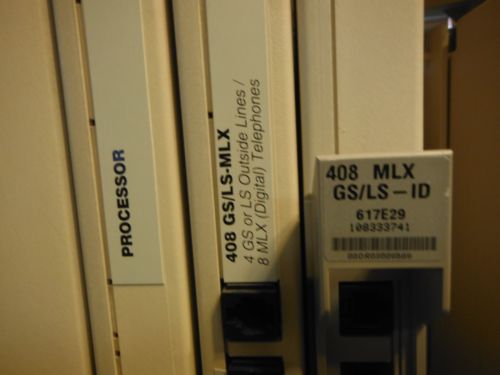 PROCESSOR
408 GS/LS-MLX
4 GS or LS Outside Lines /
8 MLX (Digital) Telephones
408 MLX
GS/LS-ID
617E29
108333741